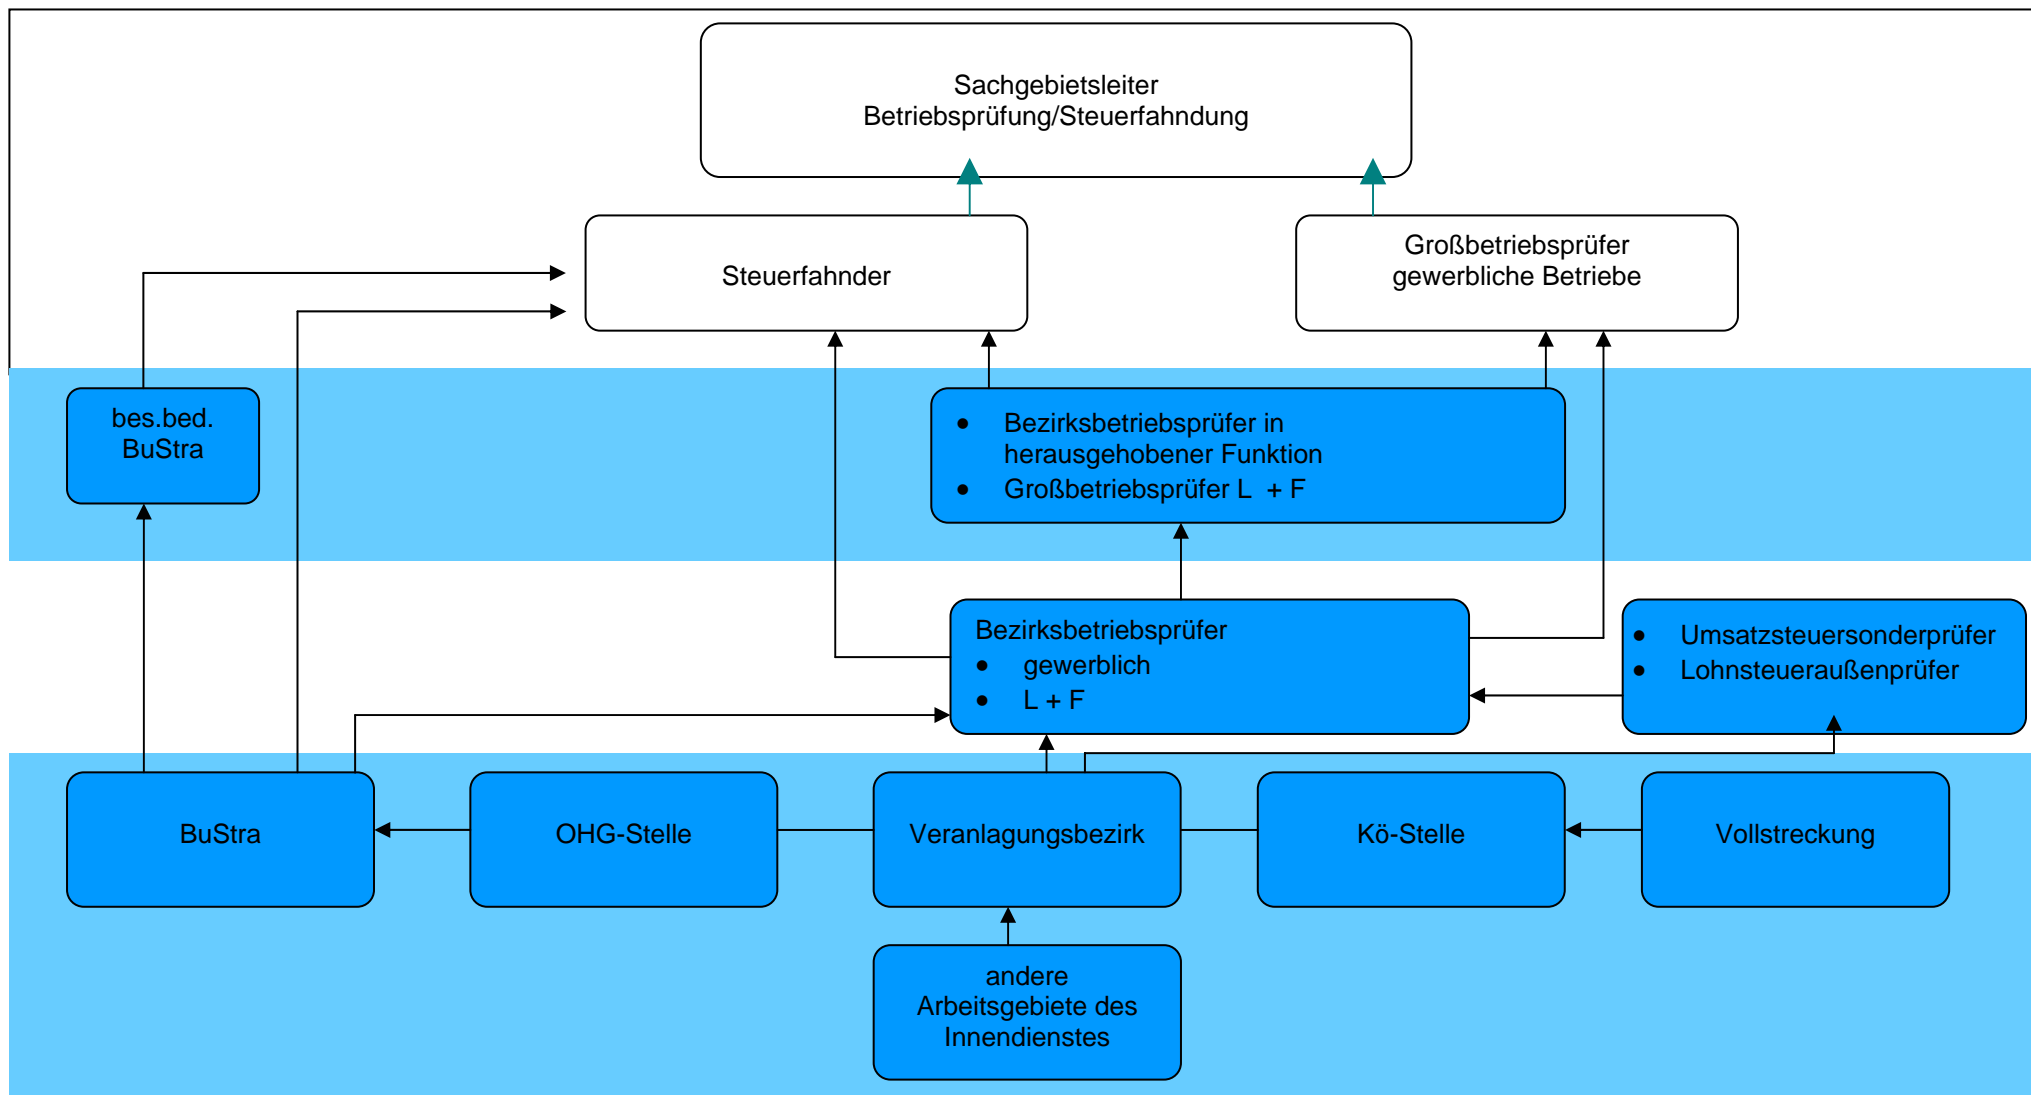 Sachgebietsleiter
Betriebsprüfung/Steuerfahndung
Steuerfahnder
Großbetriebsprüfer
gewerbliche Betriebe
bes.bed.
BuStra
● Bezirksbetriebsprüfer in
herausgehobener Funktion
● Großbetriebsprüfer L + F
Bezirksbetriebsprüfer
● gewerblich
● L + F
● Umsatzsteuersonderprüfer
● Lohnsteueraußenprüfer
BuStra
OHG-Stelle
Veranlagungsbezirk
Kö-Stelle
Vollstreckung
andere
Arbeitsgebiete des
Innendienstes